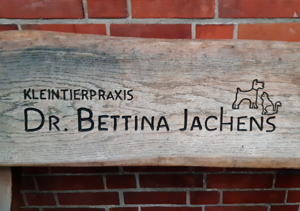 KLEINTIERPRAXIS
DR. BETTINA JACHENS